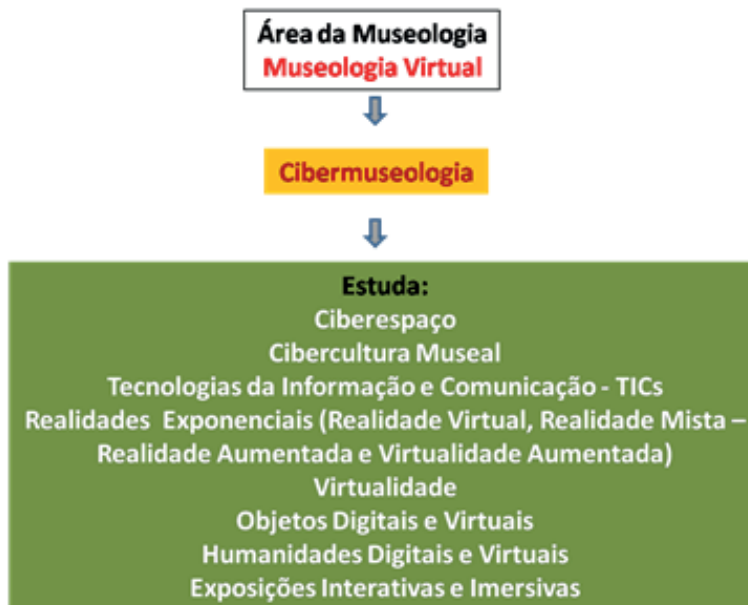 Área da Museologia
Museologia Virtual
Cibermuseologia
Estuda:
Ciberespaço
Cibercultura Museal
Tecnologias da Informação e Comunicação - TICs
Realidades Exponenciais (Realidade Virtual, Realidade Mista –
Realidade Aumentada e Virtualidade Aumentada)
Virtualidade
Objetos Digitais e Virtuais
Humanidades Digitais e Virtuais
Exposições Interativas e Imersivas